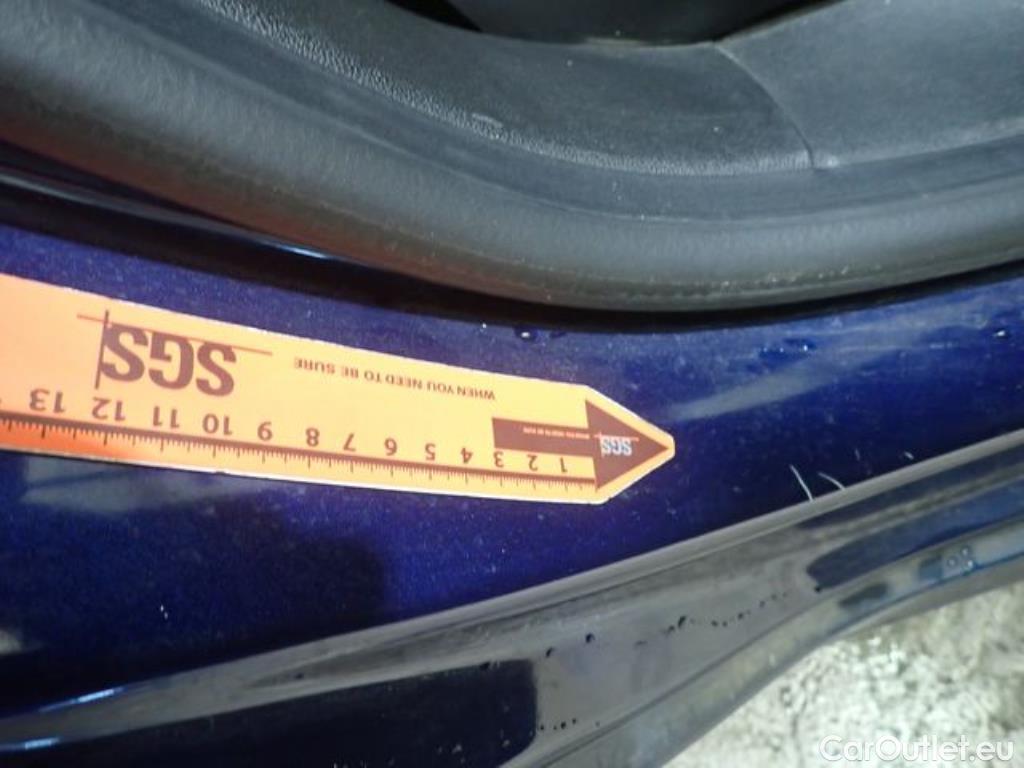 SGS
WHEN YOU NEED TO BE SURE
SGS
1 2 3 4 5 6 7 8 9 10 11 12 13
CarOutlet.eu